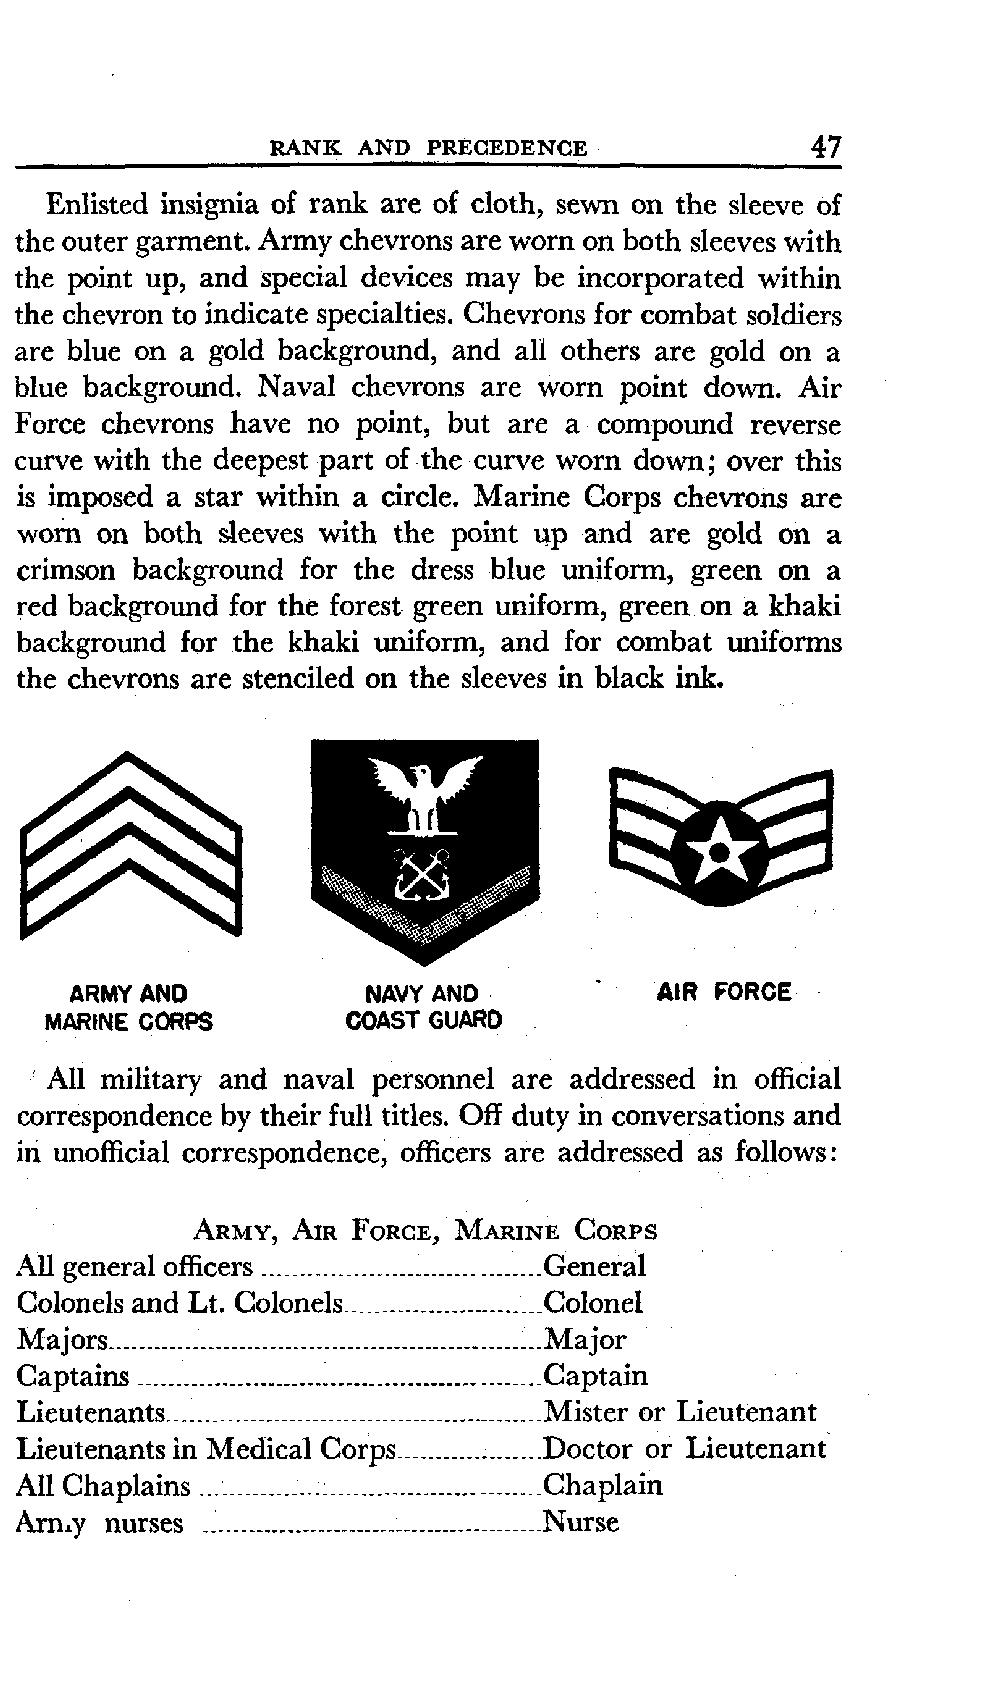 RANK AND PRECEDENCE 47
Enlisted insignia of rank are of cloth, sewn on the sleeve of
the outer garment. Army chevrons are worn on both sleeves with
the point up, and special devices may be incorporated within
the chevron to indicate specialties. Chevrons for combat soldiers
are blue on a gold background, and all others are gold on a
blue background. Naval chevrons are worn point down. Air
Force chevrons have no point, but are a compound reverse
curve with the deepest part of the curve worn down; over this
is imposed a star within a circle. Marine Corps chevrons are
worn on both sleeves with the point up and are gold on a
crimson background for the dress blue uniform, green on a
red background for the forest green uniform, green on a khaki
background for the khaki uniform, and for combat uniforms
the chevrons are stenciled on the sleeves in black ink.
ARMY AND
MARINE CORPS
NAVY AND
COAST GUARD
AIR FORCE
All military and naval personnel are addressed in official
correspondence by their full titles. Off duty in conversations and
in unofficial correspondence, officers are addressed as follows:
ARMY, AIR FORCE, MARINE CORPS
All general officers General
Colonels and Lt. Colonels Colonel
Majors Major
Captains Captain
Lieutenants Mister or Lieutenant
Lieutenants in Medical Corps Doctor or Lieutenant
All Chaplains Chaplain
Army nurses Nurse